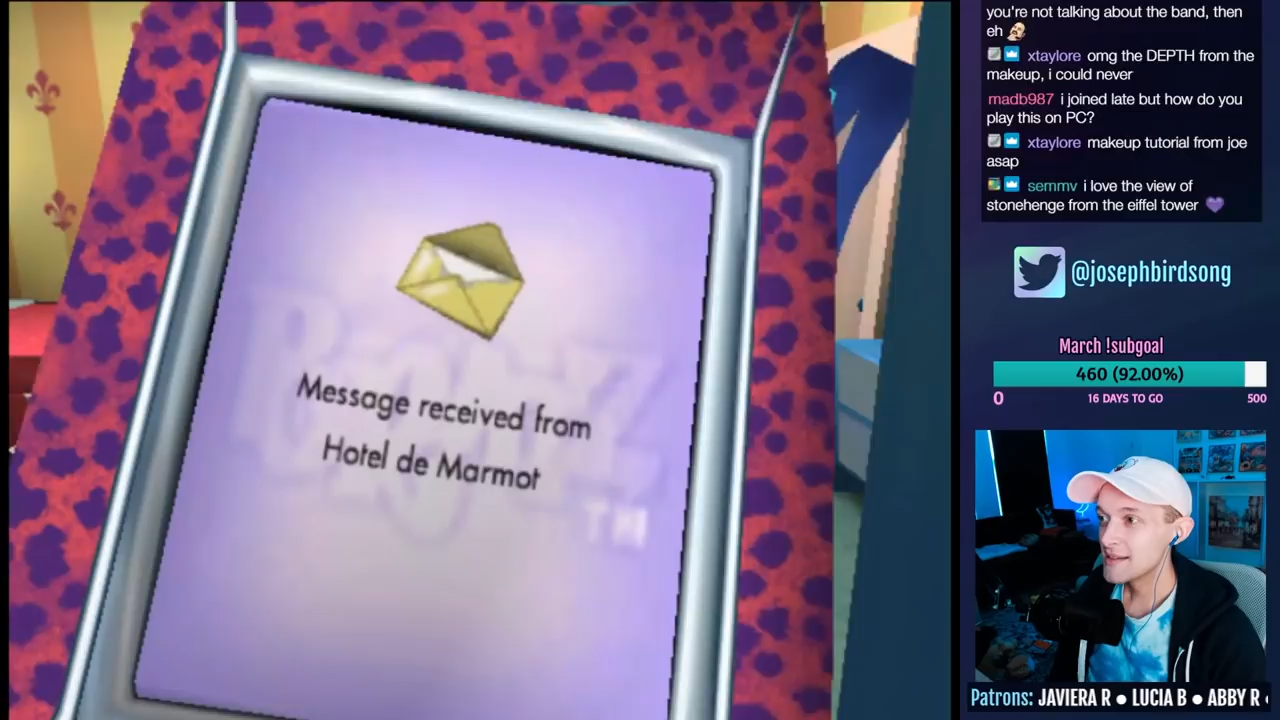 Message received from
Hotel de Marmot
TM
you're not talking about the band, then
eh
xtaylore omg the DEPTH from the
makeup, i could never
madb987 i joined late but how do you
play this on PC?
xtaylore makeup tutorial from joe
asap
semmv i love the view of
stonehenge from the eiffel tower
@josephbirdsong
March !subgoal
460 (92.00%)
0 16 DAYS TO GO 500
Patrons: JAVIERA R ● LUCIA B ● ABBY R